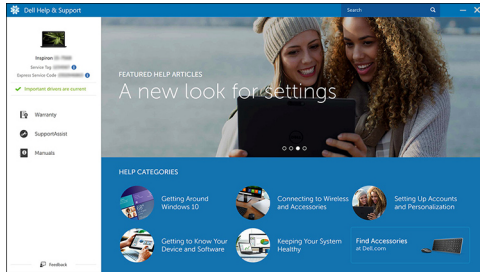 Dell Help & Support
Search
Inspiron
Service Tag
Express Service Code
Important drivers are current
Warranty
SupportAssist
Manuals
Feedback
FEATURED HELP ARTICLES
A new look for settings
HELP CATEGORIES
Getting Around
Windows 10
Connecting to Wireless
and Accessories
Setting Up Accounts
and Personalization
Getting to Know Your
Device and Software
Keeping Your System
Healthy
Find Accessories
at Dell.com